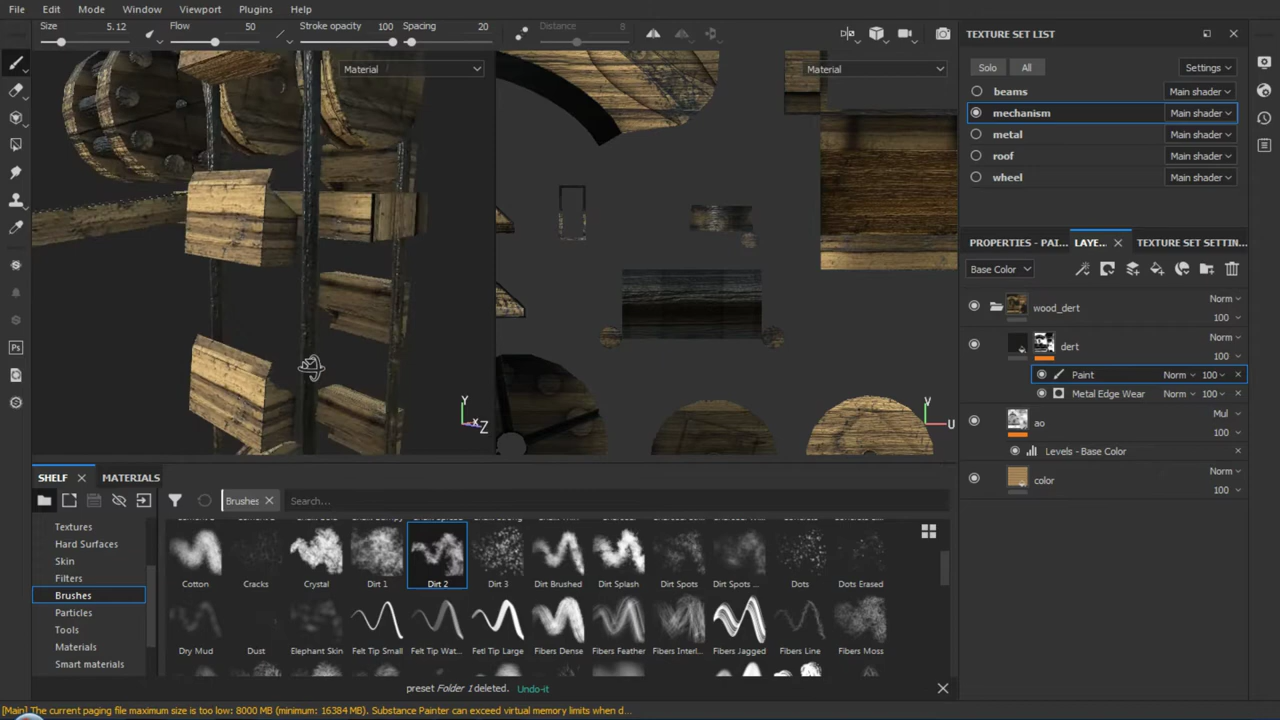 File Edit Mode Window Viewport Plugins Help
Size 5.12 Flow 50 Stroke opacity 100 Spacing 20 Distance 8
Material Material
TEXTURE SET LIST
Solo All Settings
beams Main shader
mechanism Main shader
metal Main shader
roof Main shader
wheel Main shader
PROPERTIES - PAI... LAYE... TEXTURE SET SETTIN...
Base Color
wood_dert Norm
100
dert Norm
100
Paint Norm 100
Metal Edge Wear Norm 100
ao Mul
100
Levels - Base Color
color Norm
100
Y
X
Z
V
U
SHELF MATERIALS
Brushes Search...
Textures
Hard Surfaces
Skin
Filters
Brushes
Particles
Tools
Materials
Smart materials
Cotton Cracks Crystal Dirt 1 Dirt 2 Dirt 3 Dirt Brushed Dirt Splash Dirt Spots Dirt Spots ... Dots Dots Erased
Dry Mud Dust Elephant Skin Felt Tip Small Felt Tip Wat... Fetl Tip Large Fibers Dense Fibers Feather Fibers Interl... Fibers Jagged Fibers Line Fibers Moss
preset Folder 1 deleted. Undo-it
[Main] The current paging file maximum size is too low: 8000 MB (minimum: 16384 MB). Substance Painter can exceed virtual memory limits when d...
Ps